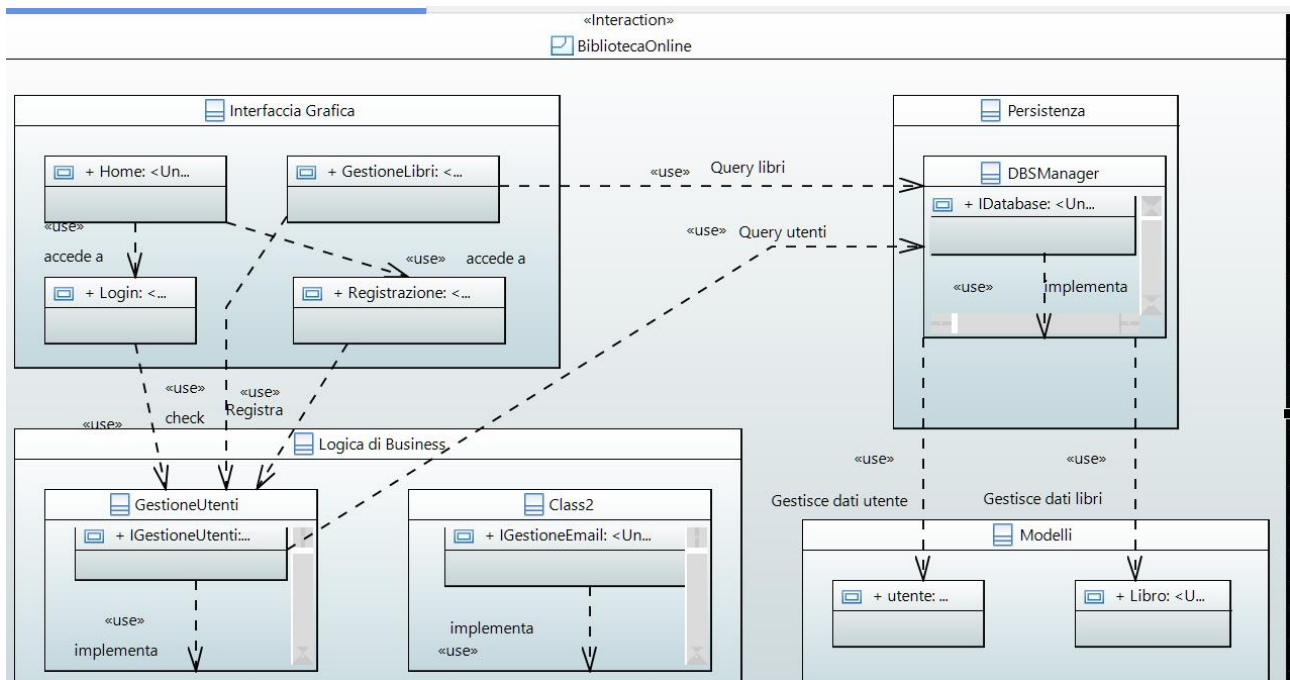 «Interaction»
BibliotecaOnline
Interfaccia Grafica
+ Home: <Un...
+ GestioneLibri: <...
«use»
accede a
«use» accede a
+ Login: <...
+ Registrazione: <...
«use» Query libri
«use» Query utenti
Persistenza
DBSManager
+ IDatabase: <Un...
«use» implementa
«use»
check
«use»
Registra
«use»
Logica di Business
GestioneUtenti
+ IGestioneUtenti:...
«use»
implementa
Class2
+ IGestioneEmail: <Un...
implementa
«use»
«use»
Gestisce dati utente
«use»
Gestisce dati libri
Modelli
+ utente: ...
+ Libro: <U...